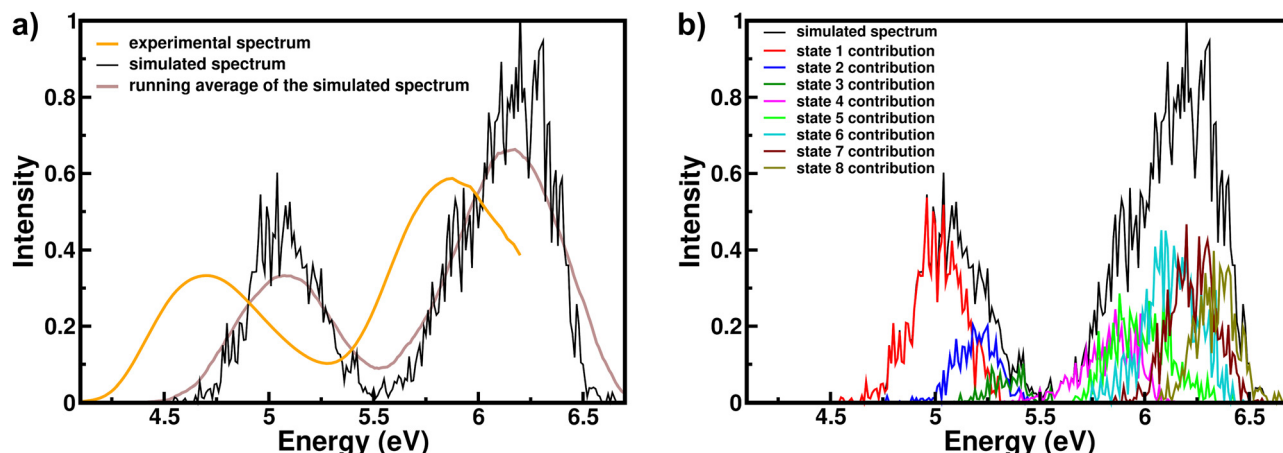 a)
experimental spectrum
simulated spectrum
running average of the simulated spectrum
Intensity
1
0.8
0.6
0.4
0.2
0
4.5
5
5.5
6
6.5
Energy (eV)
b)
simulated spectrum
state 1 contribution
state 2 contribution
state 3 contribution
state 4 contribution
state 5 contribution
state 6 contribution
state 7 contribution
state 8 contribution
Intensity
1
0.8
0.6
0.4
0.2
0
4.5
5
5.5
6
6.5
Energy (eV)